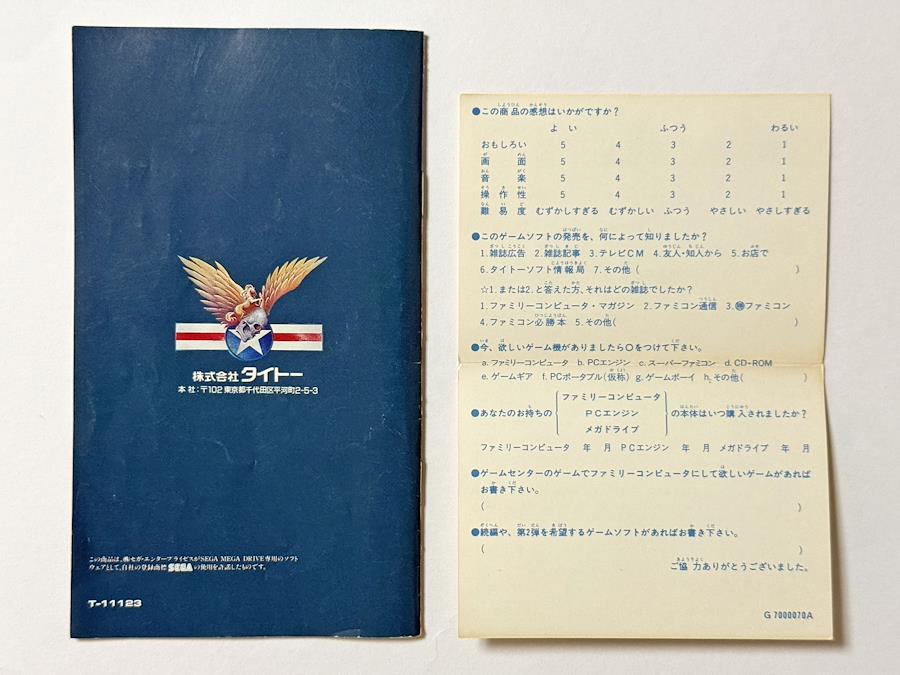 株式会社 タイトー
本 社:〒102 東京都千代田区平河町2-5-3
この商品は、㈱セガ・エンタープライゼスがSEGA MEGA DRIVE専用のソフト
ウェアとして、自社の登録商標 SEGA の使用を許諾したものです。
T-11123
●この商品の感想はいかがですか?
よ い ふつう わるい
おもしろい 5 4 3 2 1
画 面 5 4 3 2 1
音 楽 5 4 3 2 1
操 作 性 5 4 3 2 1
難 易 度 むずかしすぎる むずかしい ふつう やさしい やさしすぎる
●このゲームソフトの発売を、何によって知りましたか?
1.雑誌広告 2.雑誌記事 3.テレビCM 4.友人・知人から 5.お店で
6.タイトーソフト情報局 7.その他( )
☆1.または2.と答えた方、それはどの雑誌でしたか?
1.ファミリーコンピュータ・マガジン 2.ファミコン通信 3.㊙ファミコン
4.ファミコン必勝本 5.その他( )
●今、欲しいゲーム機がありましたら○をつけて下さい。
a.ファミリーコンピュータ b.PCエンジン c.スーパーファミコン d.CD・ROM
e.ゲームギア f.PCポータブル(仮称) g.ゲームボーイ h.その他( )
●あなたのお持ちの ファミリーコンピュータ PCエンジン メガドライブ の本体はいつ購入されましたか?
ファミリーコンピュータ 年 月 PCエンジン 年 月 メガドライブ 年 月
●ゲームセンターのゲームでファミリーコンピュータにして欲しいゲームがあれば
お書き下さい。
( )
●続編や、第2弾を希望するゲームソフトがあればお書き下さい。
( )
ご協力ありがとうございました。
G 7000070A